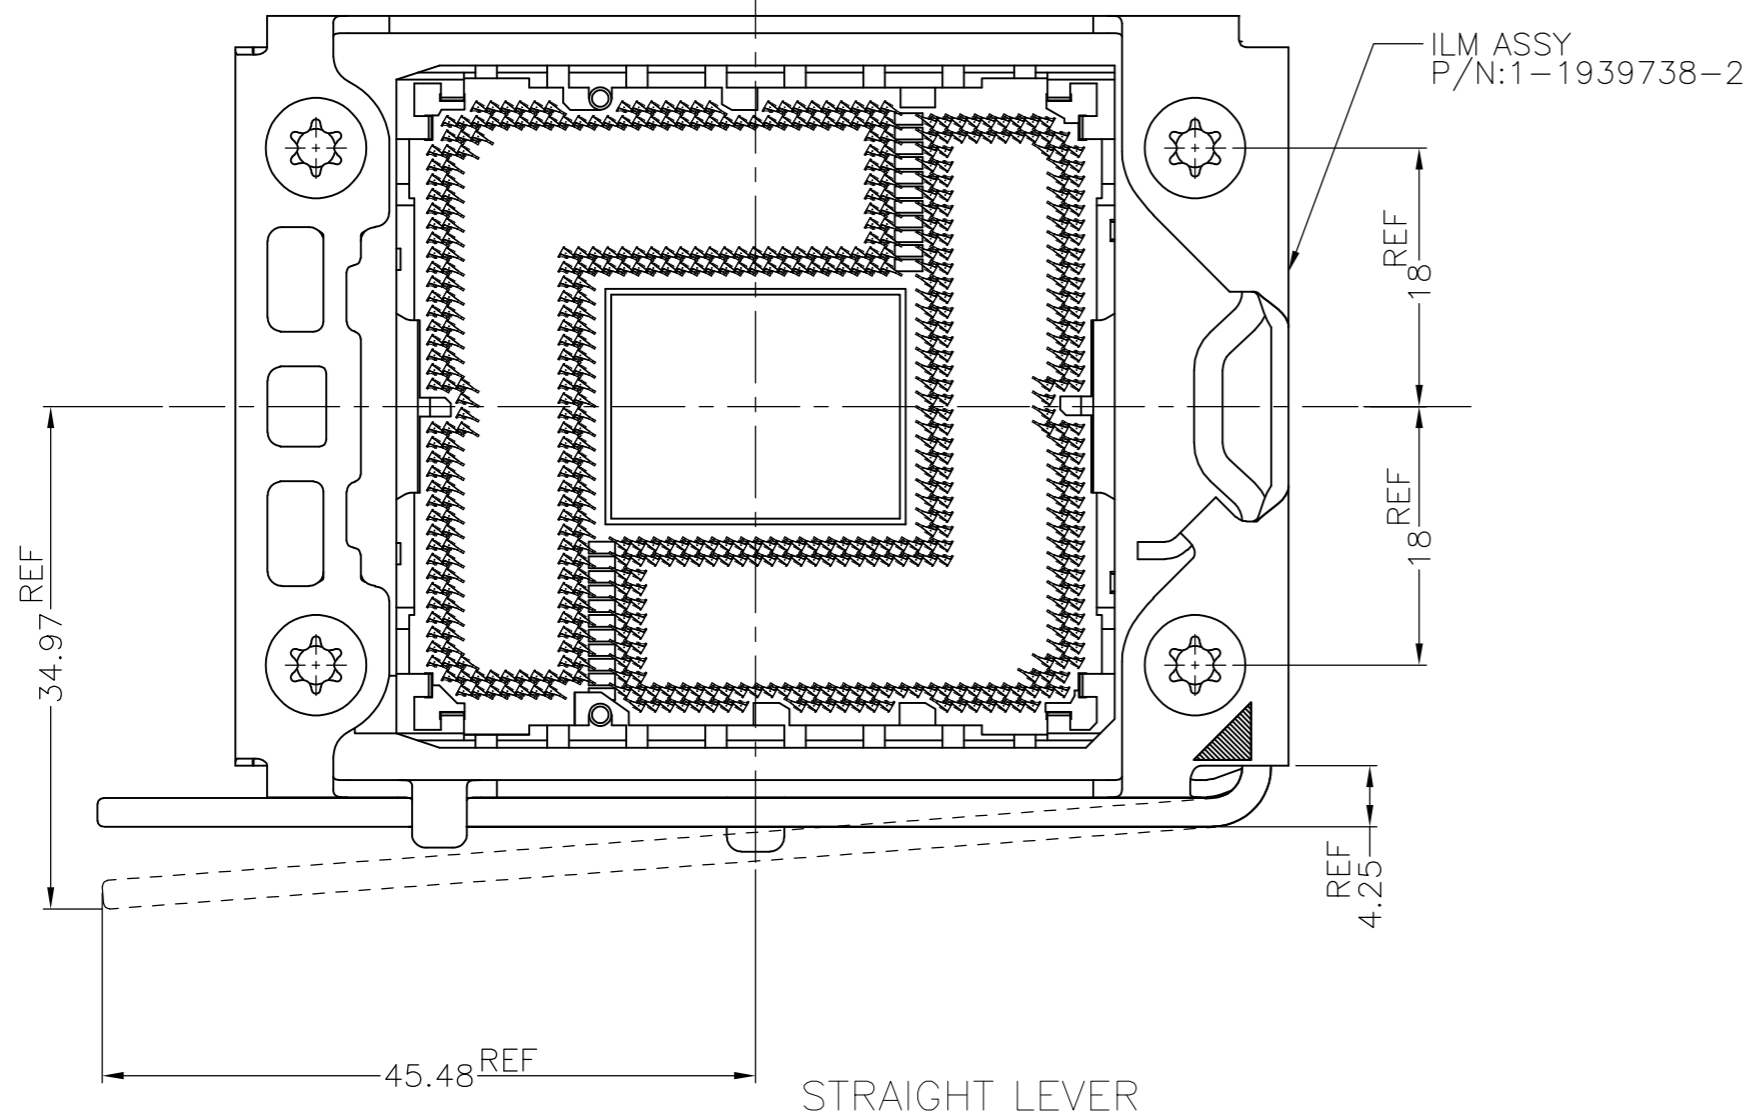 ILM ASSY
P/N:1-1939738-2
18 REF
18 REF
34.97 REF
4.25 REF
45.48 REF
STRAIGHT LEVER